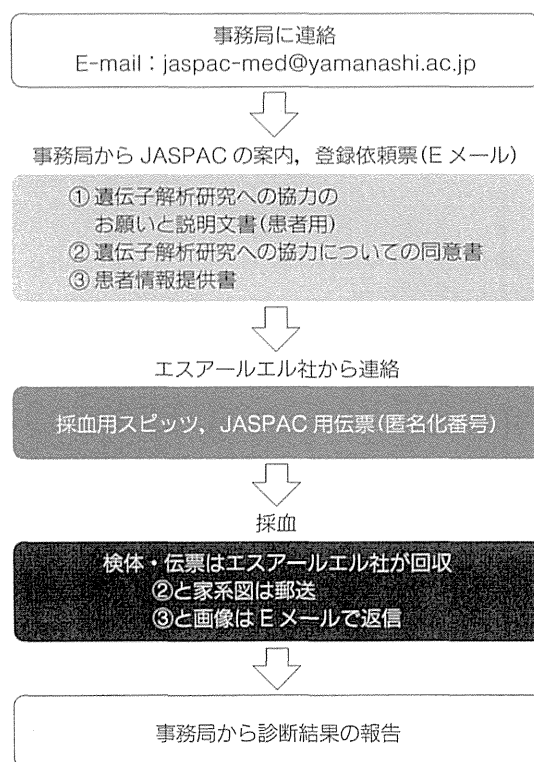 事務局に連絡
E-mail：jaspac-med@yamanashi.ac.jp
事務局から JASPAC の案内，登録依頼票(E メール)
① 遺伝子解析研究への協力の
お願いと説明文書(患者用)
② 遺伝子解析研究への協力についての同意書
③ 患者情報提供書
エスアールエル社から連絡
採血用スピッツ，JASPAC 用伝票(匿名化番号)
採血
検体・伝票はエスアールエル社が回収
②と家系図は郵送
③と画像は E メールで返信
事務局から診断結果の報告